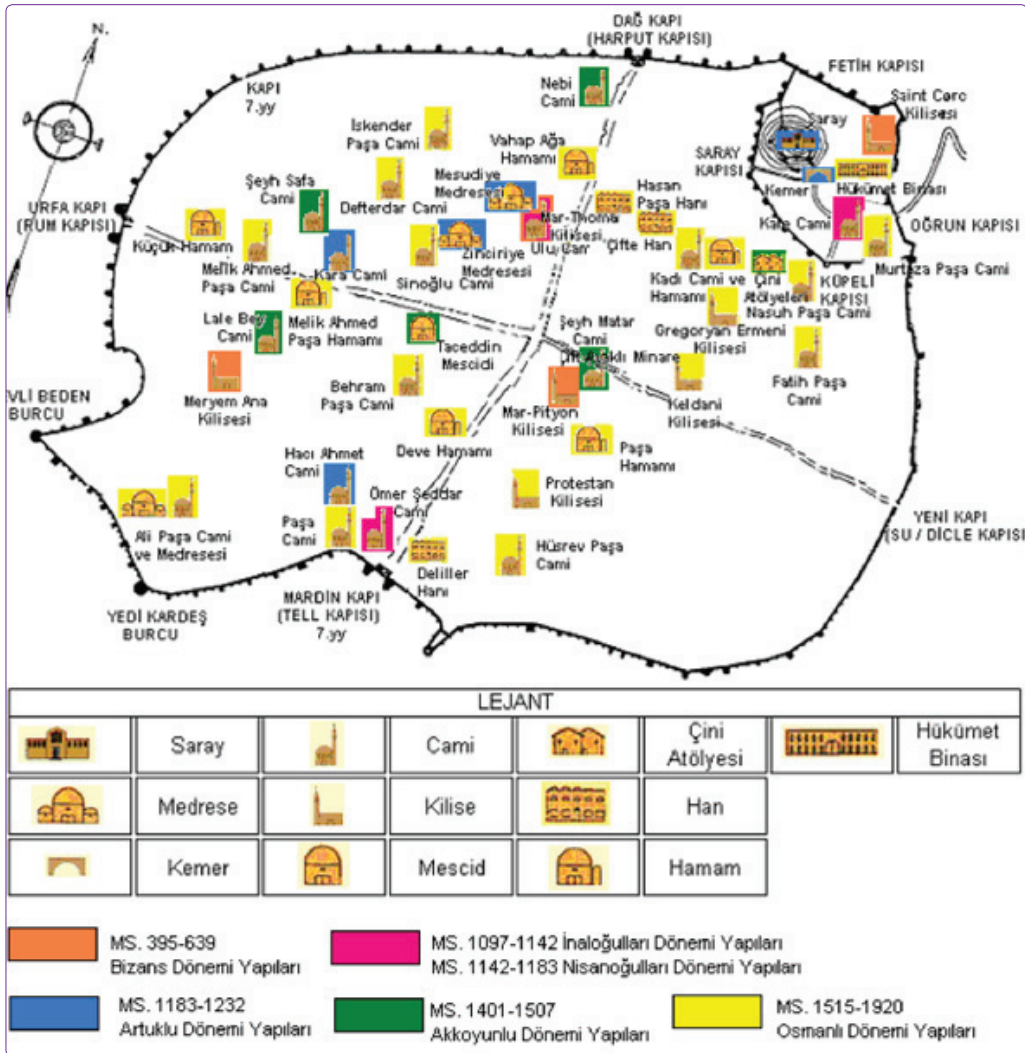 N.
DAĞ KAPI
(HARPUT KAPISI)
FETİH KAPISI
KAPI
7.yy
Nebi
Cami
Saint Corc
Kilisesi
Saray
İskender
Paşa Cami
Vahap Ağa
Hamamı
SARAY
KAPISI
Kemer
Hükümet Binası
Şeyh Safa
Cami
Defterdar Cami
Mesudiye
Medresesi
Hasan
Paşa Hanı
Kale Cami
OĞRUN KAPISI
URFA KAPI
(RUM KAPISI)
Küçük Hamam
Mar-Thoma
Kilisesi
Ulu Cami
Çifte Han
Melik Ahmed
Paşa Cami
Kara Cami
Sinoğlu Cami
Zinciriye
Medresesi
Kadı Cami ve
Hamamı
Çini
Atölyeleri
KÜPELİ
KAPISI
Murtaza Paşa Cami
Nasuh Paşa Cami
Lale Bey
Cami
Melik Ahmed
Paşa Hamamı
Taceddin
Mescidi
Şeyh Matar
Cami
Ayaklı Minare
Gregoryan Ermeni
Kilisesi
Fatih Paşa
Cami
VLİ BEDEN
BURCU
Meryem Ana
Kilisesi
Behram
Paşa Cami
Mar-Pityon
Kilisesi
Keldani
Kilisesi
Deve Hamamı
Paşa
Hamamı
Hacı Ahmet
Cami
Ömer Şeddar
Cami
Protestan
Kilisesi
Ali Paşa Cami
ve Medresesi
Paşa
Cami
Deliller
Hanı
Hüsrev Paşa
Cami
YENİ KAPI
(SU / DİCLE KAPISI
YEDİ KARDEŞ
BURCU
MARDİN KAPI
(TELL KAPISI)
7.yy
LEJANT
Saray
Cami
Çini
Atölyesi
Hükümet
Binası
Medrese
Kilise
Han
Kemer
Mescid
Hamam
MS. 395-639
Bizans Dönemi Yapıları
MS. 1097-1142 İnaloğulları Dönemi Yapıları
MS. 1142-1183 Nisanoğulları Dönemi Yapıları
MS. 1183-1232
Artuklu Dönemi Yapıları
MS. 1401-1507
Akkoyunlu Dönemi Yapıları
MS. 1515-1920
Osmanlı Dönemi Yapıları